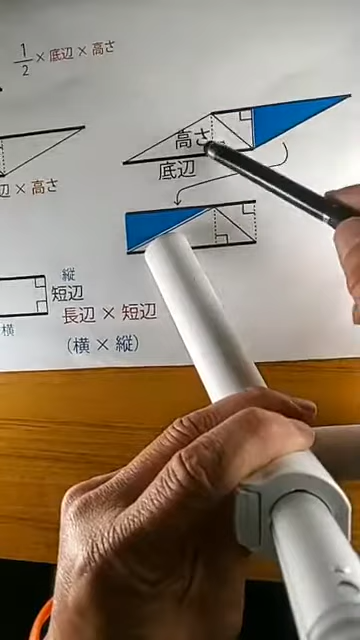 1/2 × 底辺 × 高さ
高さ
底辺
辺 × 高さ
縦
短辺
長辺 × 短辺
横
(横 × 縦)